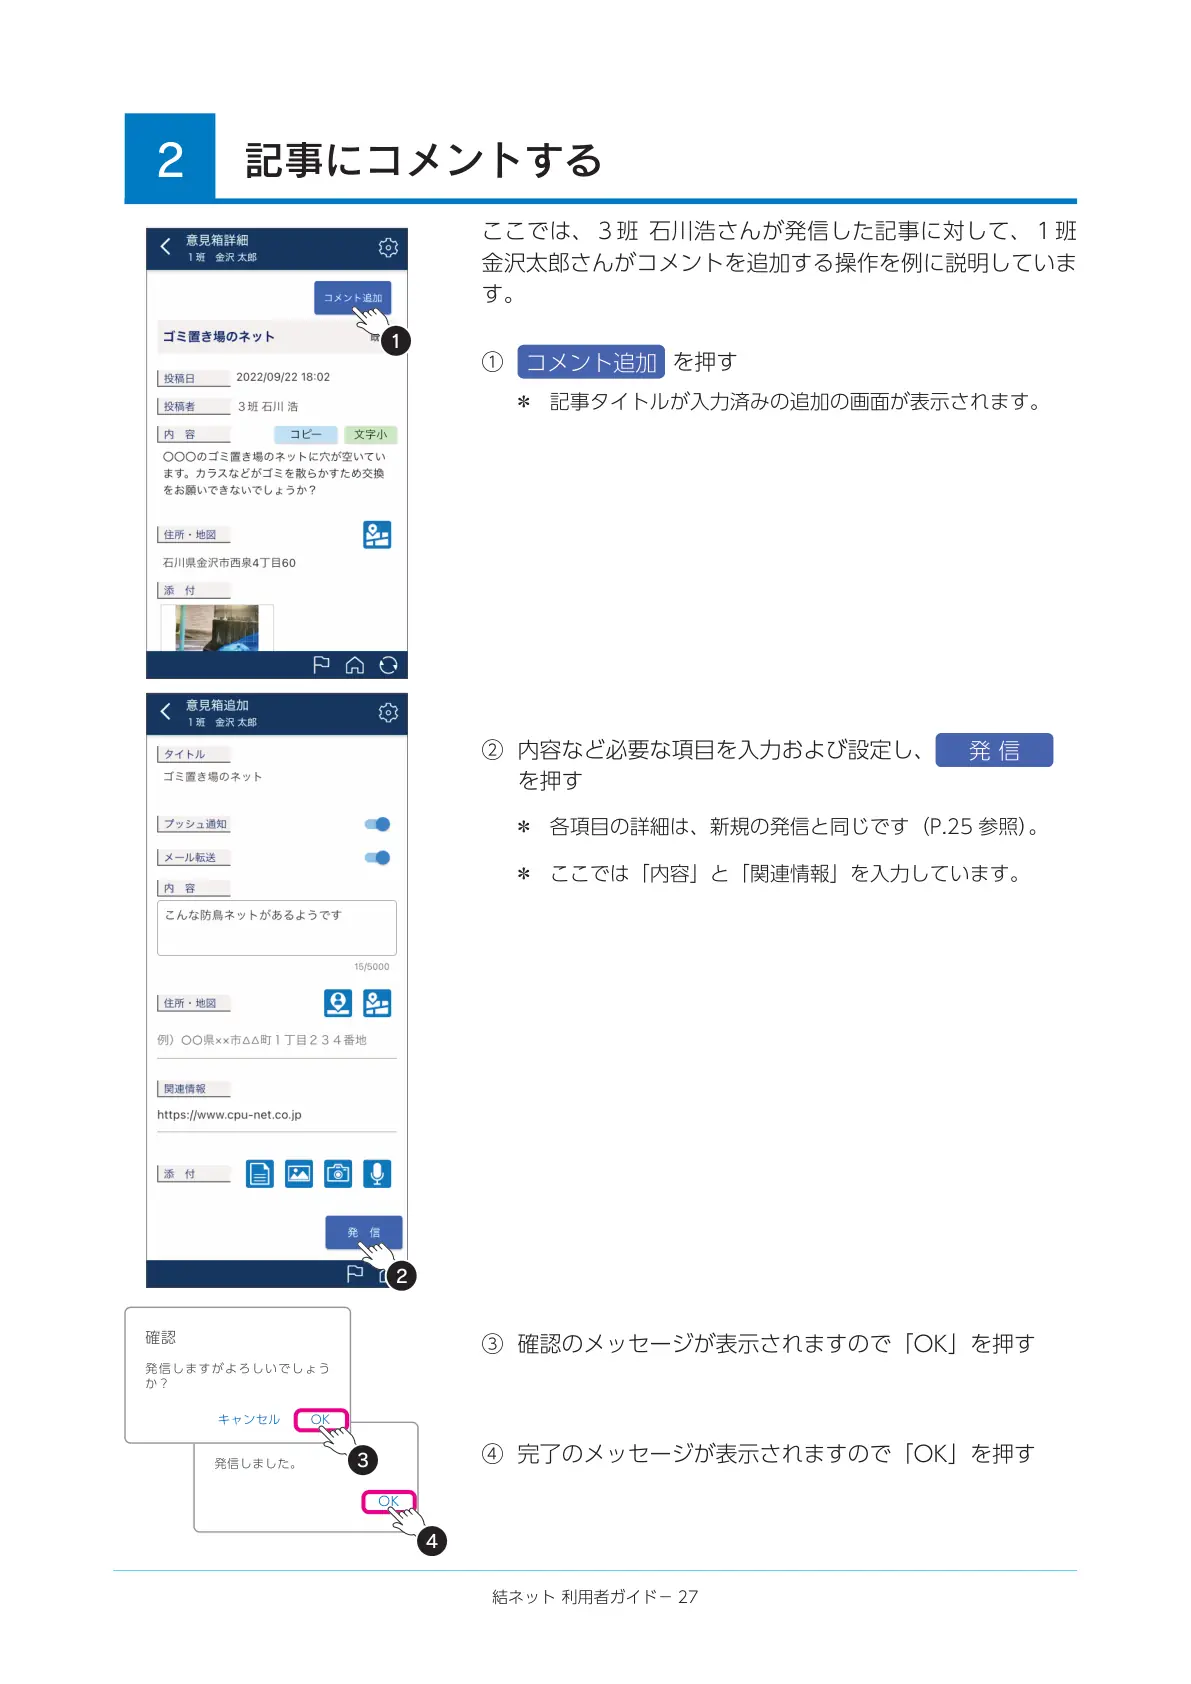 2 記事にコメントする
ここでは、３班 石川浩さんが発信した記事に対して、１班
金沢太郎さんがコメントを追加する操作を例に説明していま
す。
① コメント追加 を押す
＊ 記事タイトルが入力済みの追加の画面が表示されます。
意見箱詳細
１班　金沢 太郎
コメント追加
1
ゴミ置き場のネット
投稿日 2022/09/22 18:02
投稿者 ３班 石川 浩
内　容 コピー 文字小
〇〇〇のゴミ置き場のネットに穴が空いてい
ます。カラスなどがゴミを散らかすため交換
をお願いできないでしょうか？
住所・地図
石川県金沢市西泉4丁目60
添　付
意見箱追加
１班　金沢 太郎
タイトル
ゴミ置き場のネット
プッシュ通知
メール転送
内　容
こんな防鳥ネットがあるようです
15/5000
住所・地図
例）〇〇県××市△△町１丁目２３４番地
関連情報
https://www.cpu-net.co.jp
添　付
発　信
2
② 内容など必要な項目を入力および設定し、 発 信
を押す
＊ 各項目の詳細は、新規の発信と同じです（P.25 参照）。
＊ ここでは「内容」と「関連情報」を入力しています。
確認
発信しますがよろしいでしょう
か？
キャンセル OK
3
発信しました。
OK
4
③ 確認のメッセージが表示されますので「OK」を押す
④ 完了のメッセージが表示されますので「OK」を押す
結ネット 利用者ガイド－ 27